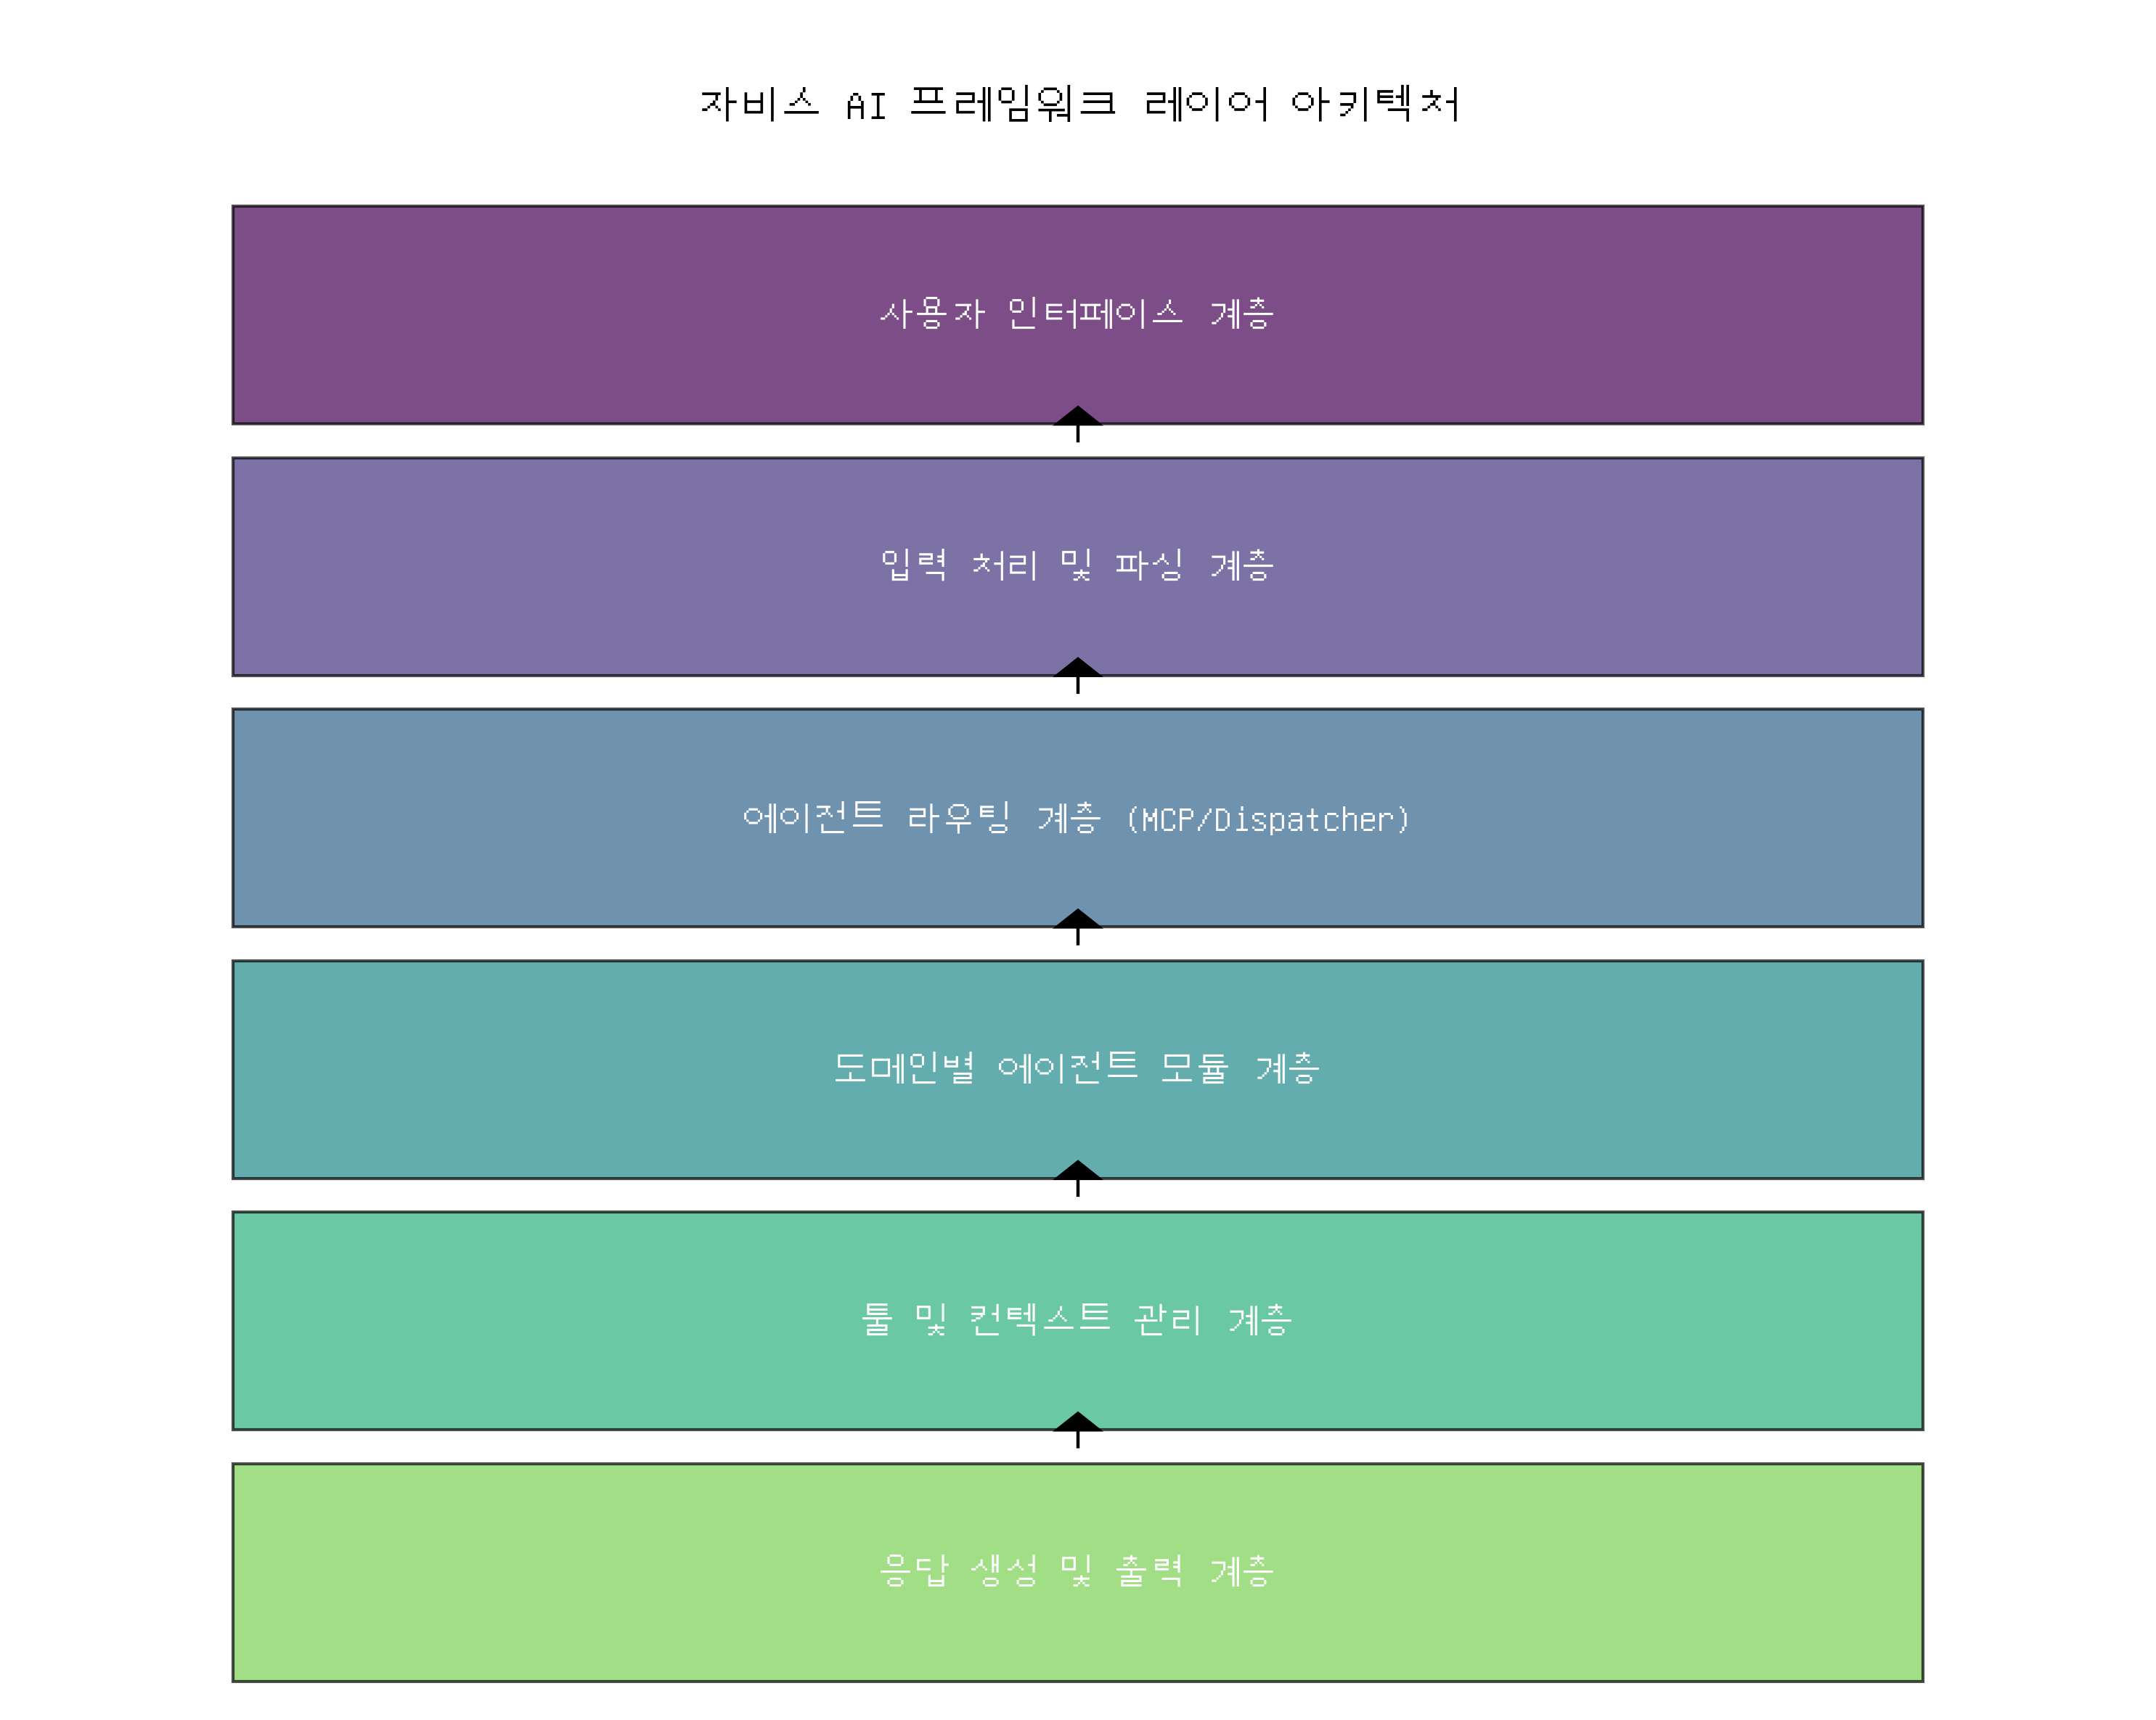 자비스 AI 프레임워크 레이어 아키텍처
사용자 인터페이스 계층
입력 처리 및 파싱 계층
에이전트 라우팅 계층 (MCP/Dispatcher)
도메인별 에이전트 모듈 계층
툴 및 컨텍스트 관리 계층
응답 생성 및 출력 계층